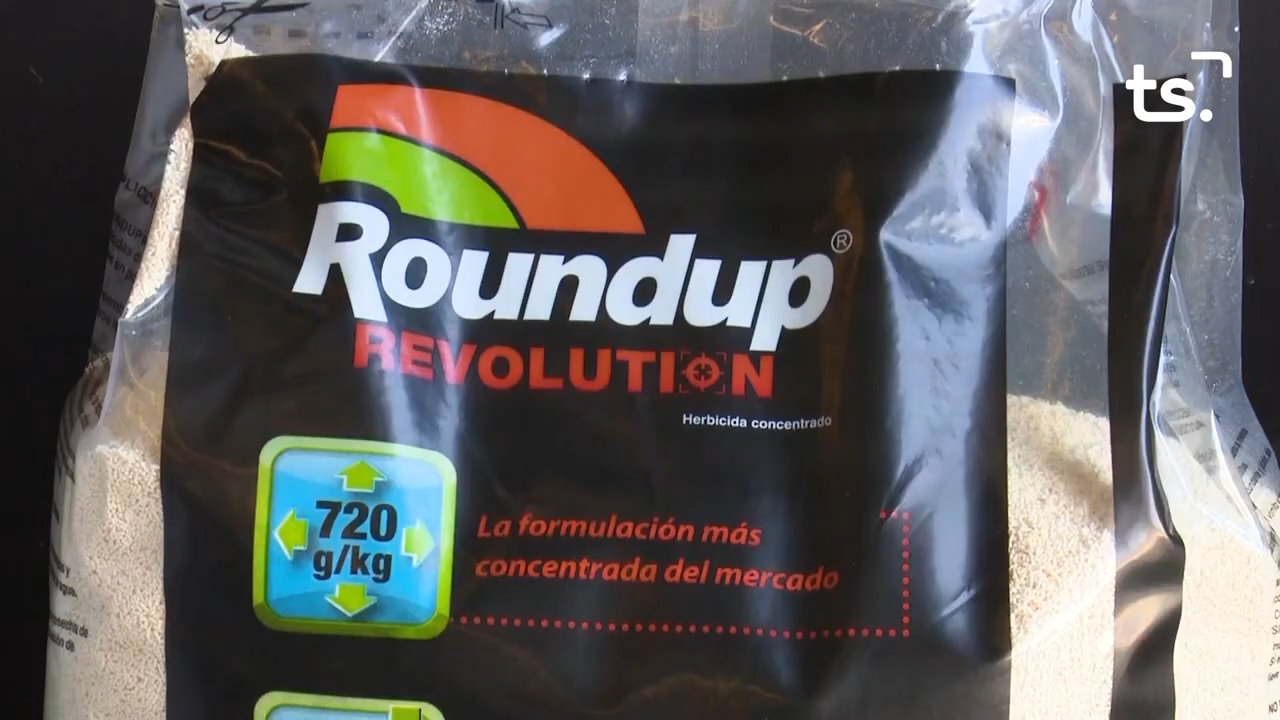 ts.
Roundup®
REVOLUTION
Herbicida concentrado
720
g/kg
La formulación más
concentrada del mercado